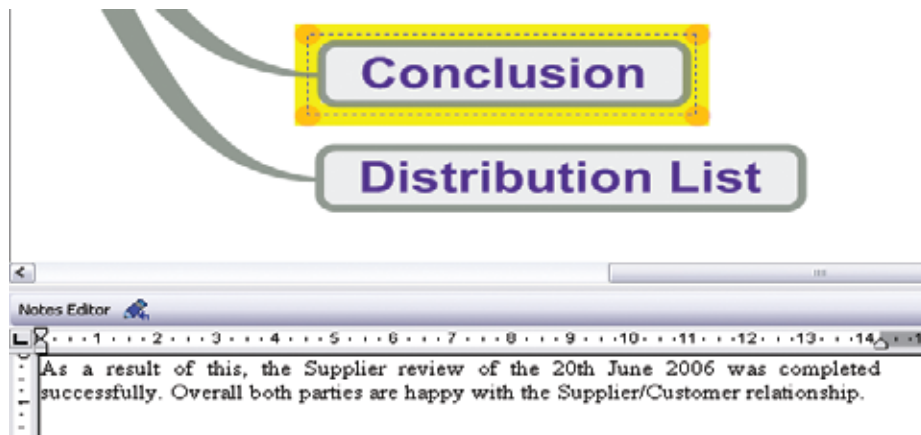 Conclusion
Distribution List
Notes Editor
1 2 3 4 5 6 7 8 9 10 11 12 13 14
As a result of this, the Supplier review of the 20th June 2006 was completed
successfully. Overall both parties are happy with the Supplier/Customer relationship.